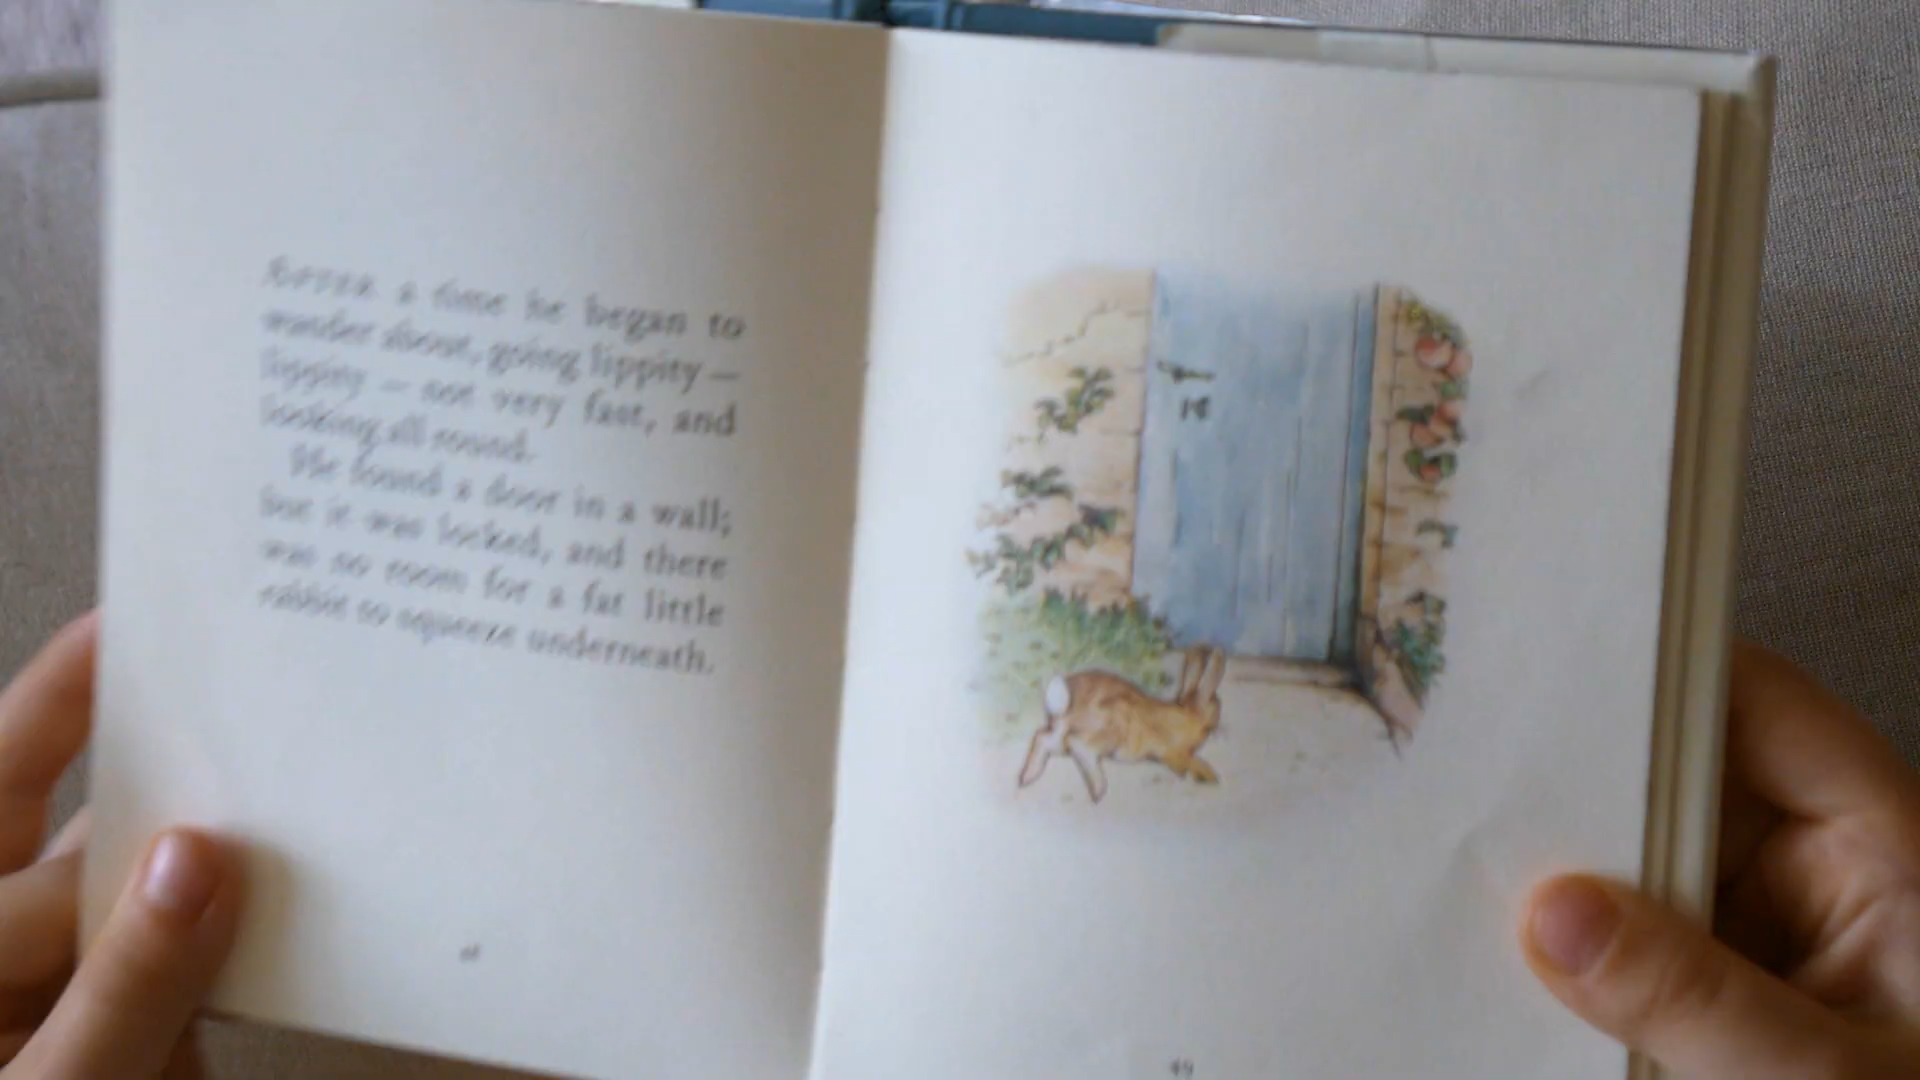 AFTER a time he began to
wander about, going lippity—
lippity — not very fast, and
looking all round.
He found a door in a wall;
but it was locked, and there
was no room for a fat little
rabbit to squeeze underneath.
49